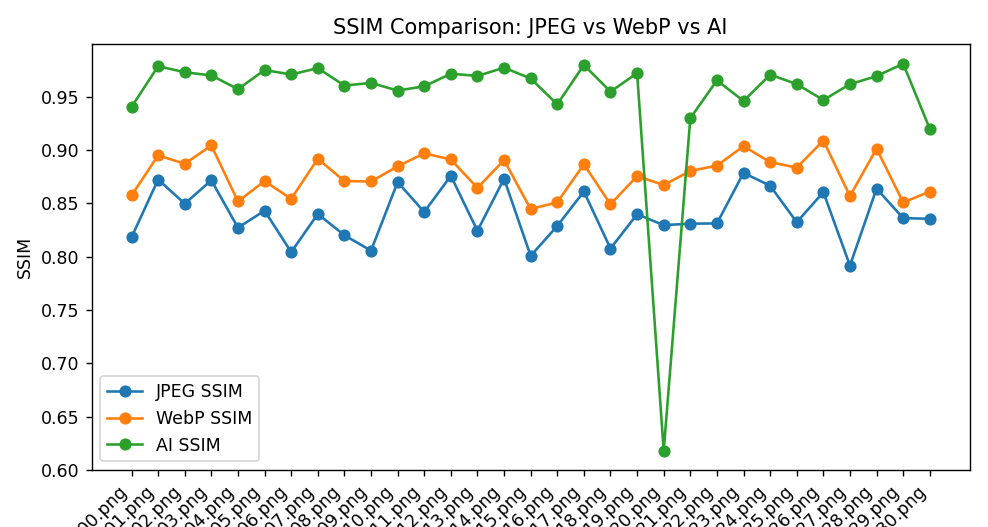 SSIM Comparison: JPEG vs WebP vs AI
SSIM
0.95
0.90
0.85
0.80
0.75
0.70
0.65
0.60
JPEG SSIM
WebP SSIM
AI SSIM
00.png
01.png
02.png
03.png
04.png
05.png
06.png
07.png
08.png
09.png
10.png
11.png
12.png
13.png
14.png
15.png
16.png
17.png
18.png
19.png
20.png
21.png
22.png
23.png
24.png
25.png
26.png
27.png
28.png
29.png
30.png